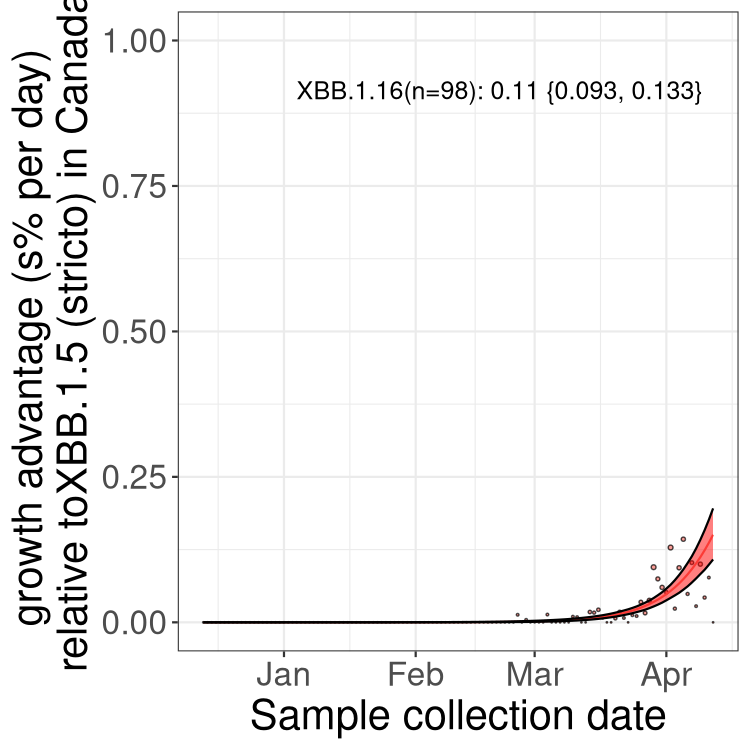 growth advantage (s% per day)
relative toXBB.1.5 (stricto) in Canada
1.00
0.75
0.50
0.25
0.00
XBB.1.16(n=98): 0.11 {0.093, 0.133}
Jan Feb Mar Apr
Sample collection date